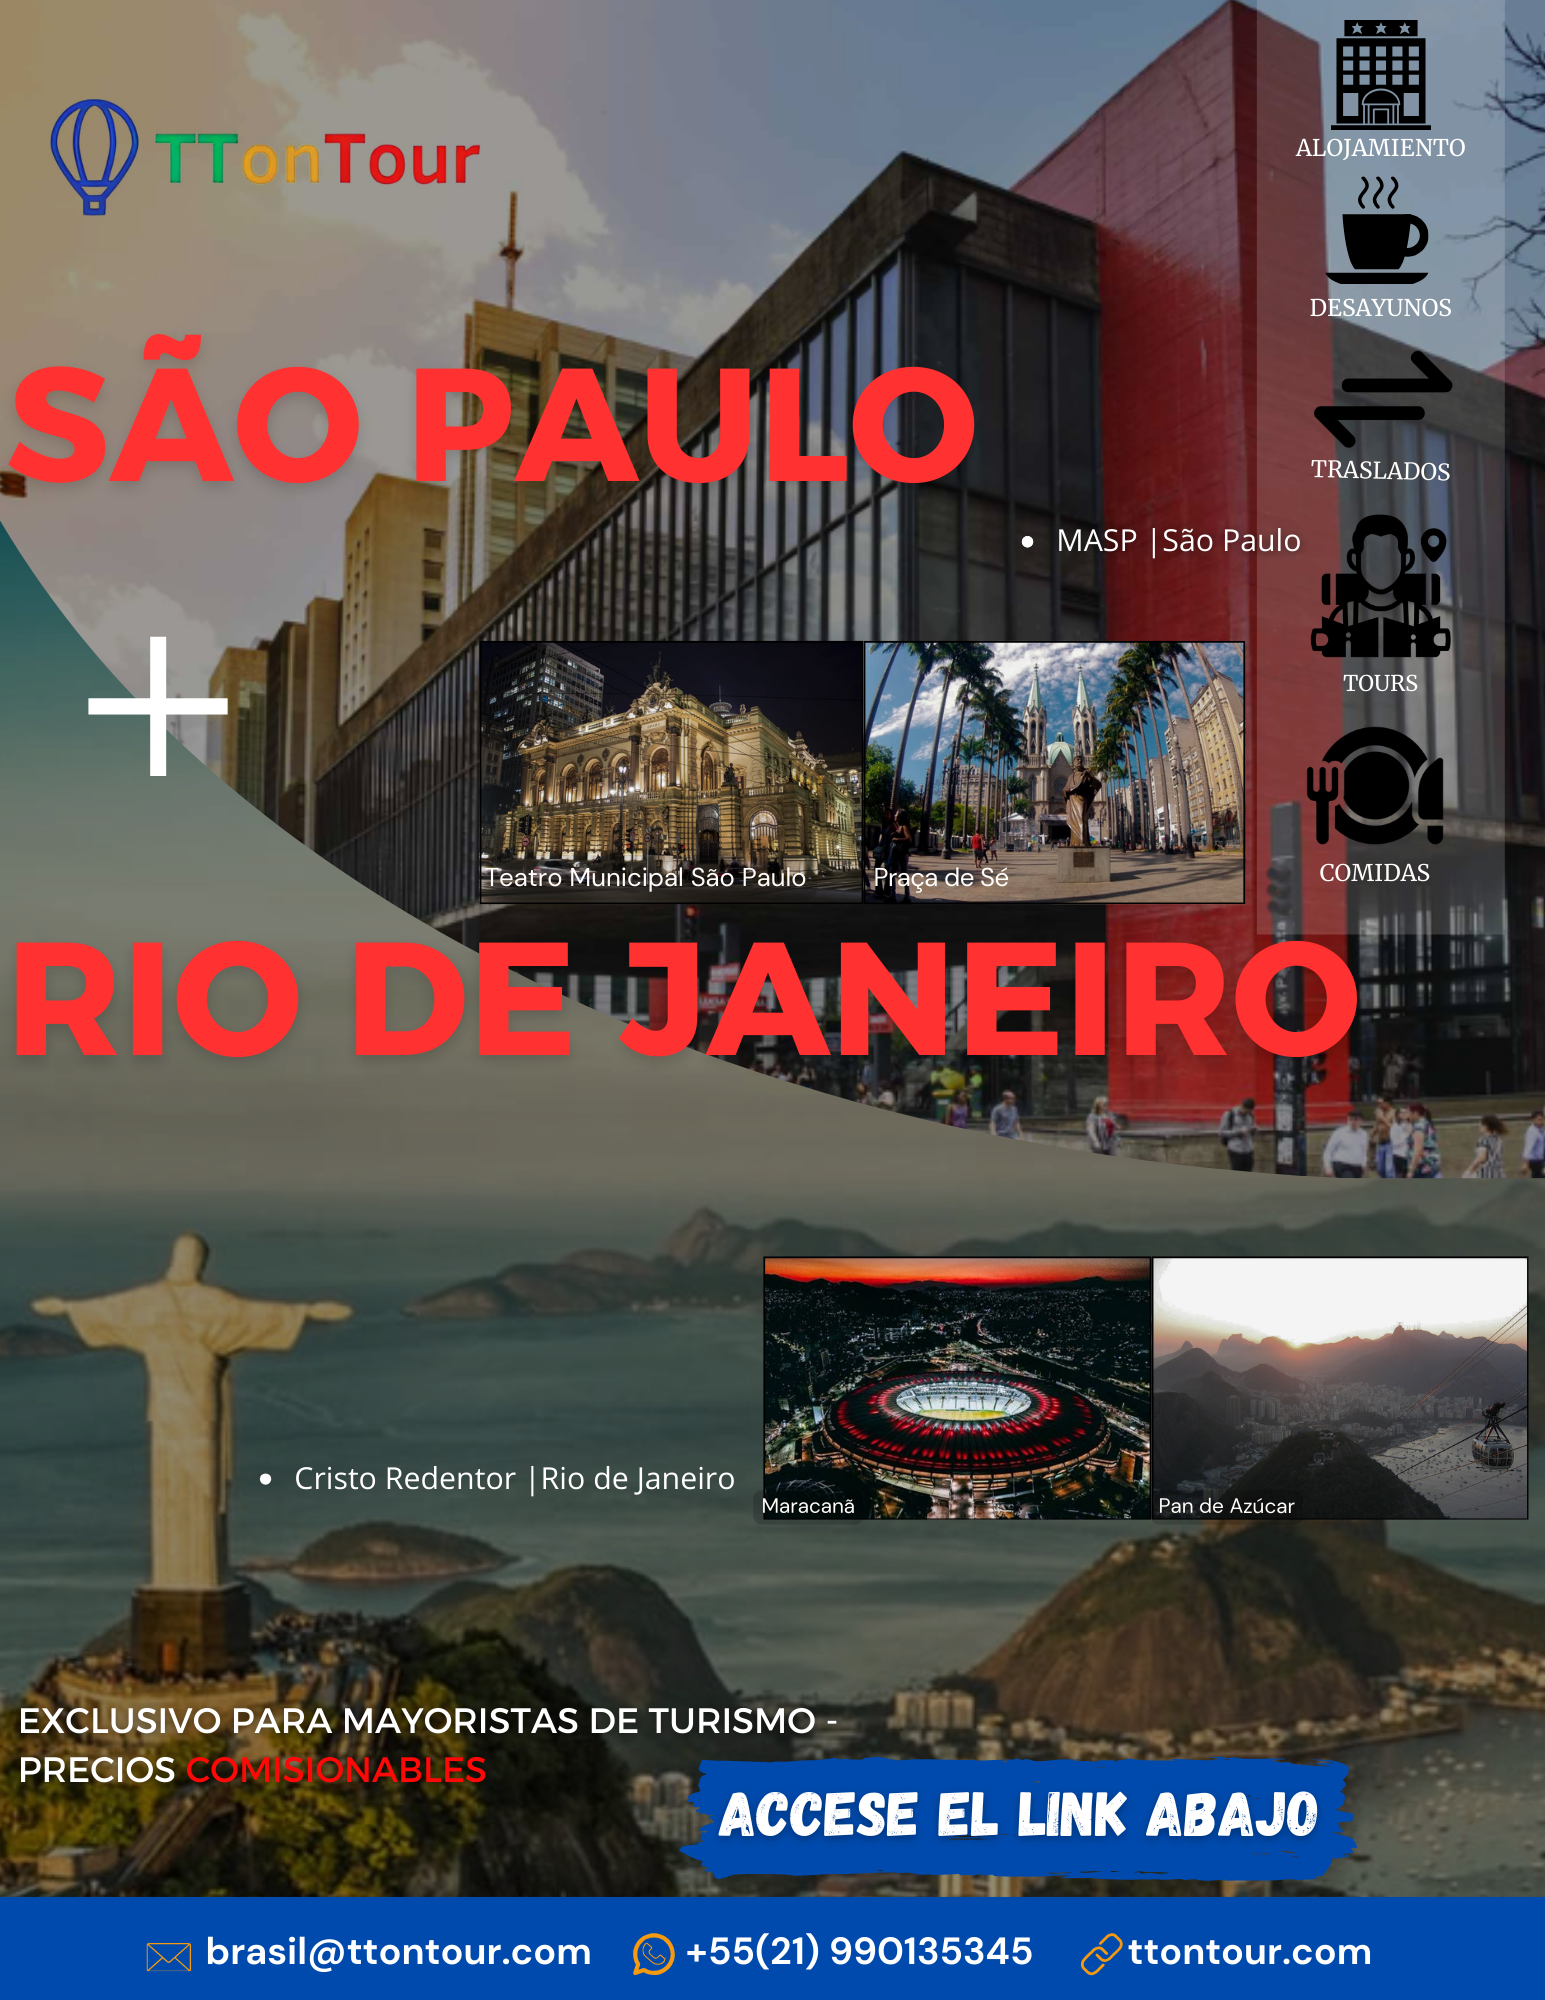 TTonTour
ALOJAMIENTO
DESAYUNOS
TRASLADOS
TOURS
COMIDAS
SÃO PAULO
• MASP |São Paulo
+
Teatro Municipal São Paulo
Praça de Sé
RIO DE JANEIRO
• Cristo Redentor |Rio de Janeiro
Maracanã
Pan de Azúcar
EXCLUSIVO PARA MAYORISTAS DE TURISMO -
PRECIOS COMISIONABLES
ACCESE EL LINK ABAJO
brasil@ttontour.com
+55(21) 990135345
ttontour.com